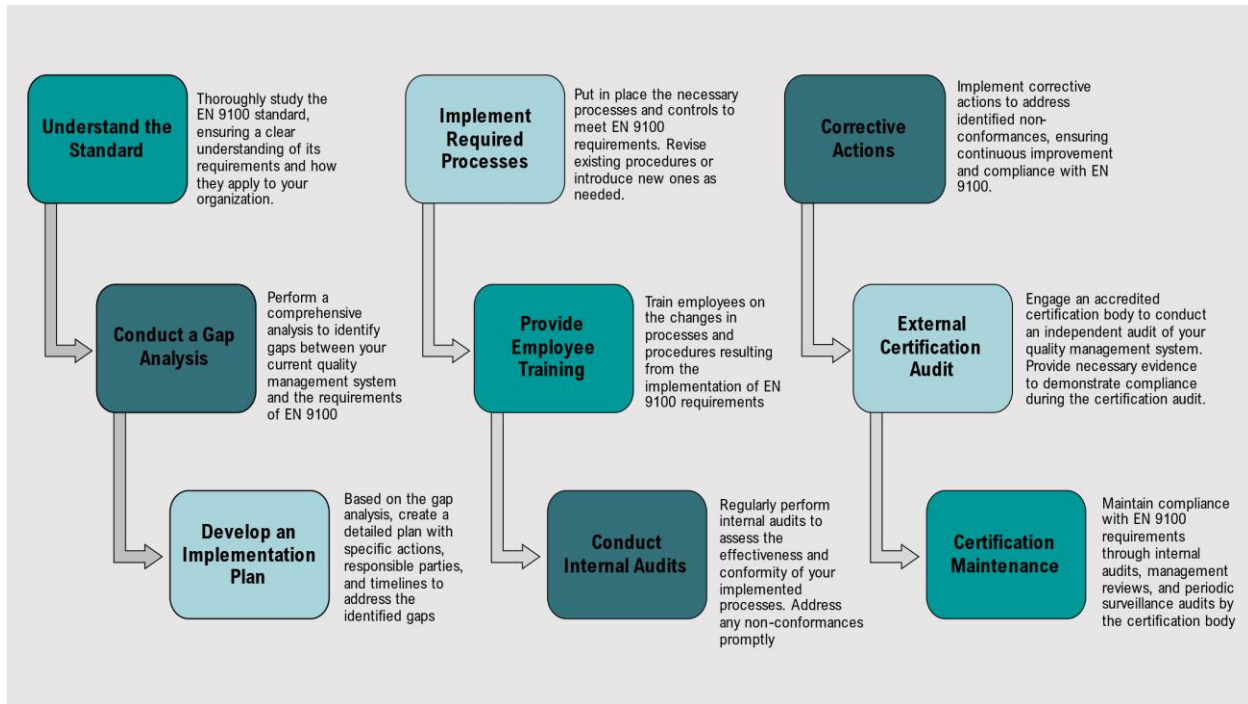 Understand the
Standard
Thoroughly study the
EN 9100 standard,
ensuring a clear
understanding of its
requirements and how
they apply to your
organization.
Conduct a Gap
Analysis
Perform a
comprehensive
analysis to identify
gaps between your
current quality
management system
and the requirements
of EN 9100
Develop an
Implementation
Plan
Based on the gap
analysis, create a
detailed plan with
specific actions,
responsible parties,
and timelines to
address the
identified gaps
Implement
Required
Processes
Put in place the necessary
processes and controls to
meet EN 9100
requirements. Revise
existing procedures or
introduce new ones as
needed.
Provide
Employee
Training
Train employees on
the changes in
processes and
procedures resulting
from the
implementation of EN
9100 requirements
Conduct
Internal Audits
Regularly perform
internal audits to
assess the
effectiveness and
conformity of your
implemented
processes. Address
any non-conformances
promptly
Corrective
Actions
Implement corrective
actions to address
identified non-
conformances, ensuring
continuous improvement
and compliance with EN
9100.
External
Certification
Audit
Engage an accredited
certification body to conduct
an independent audit of your
quality management system.
Provide necessary evidence
to demonstrate compliance
during the certification audit.
Certification
Maintenance
Maintain compliance
with EN 9100
requirements
through internal
audits, management
reviews, and periodic
surveillance audits by
the certification body